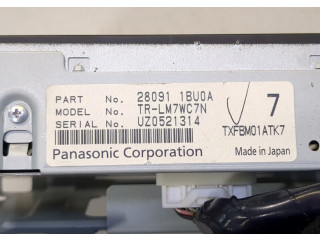 PART No. 28091 1BU0A
MODEL No. TR-LM7WC7N
SERIAL No. UZ0521314
7
TXFBM01ATK7
Panasonic Corporation
Made in Japan